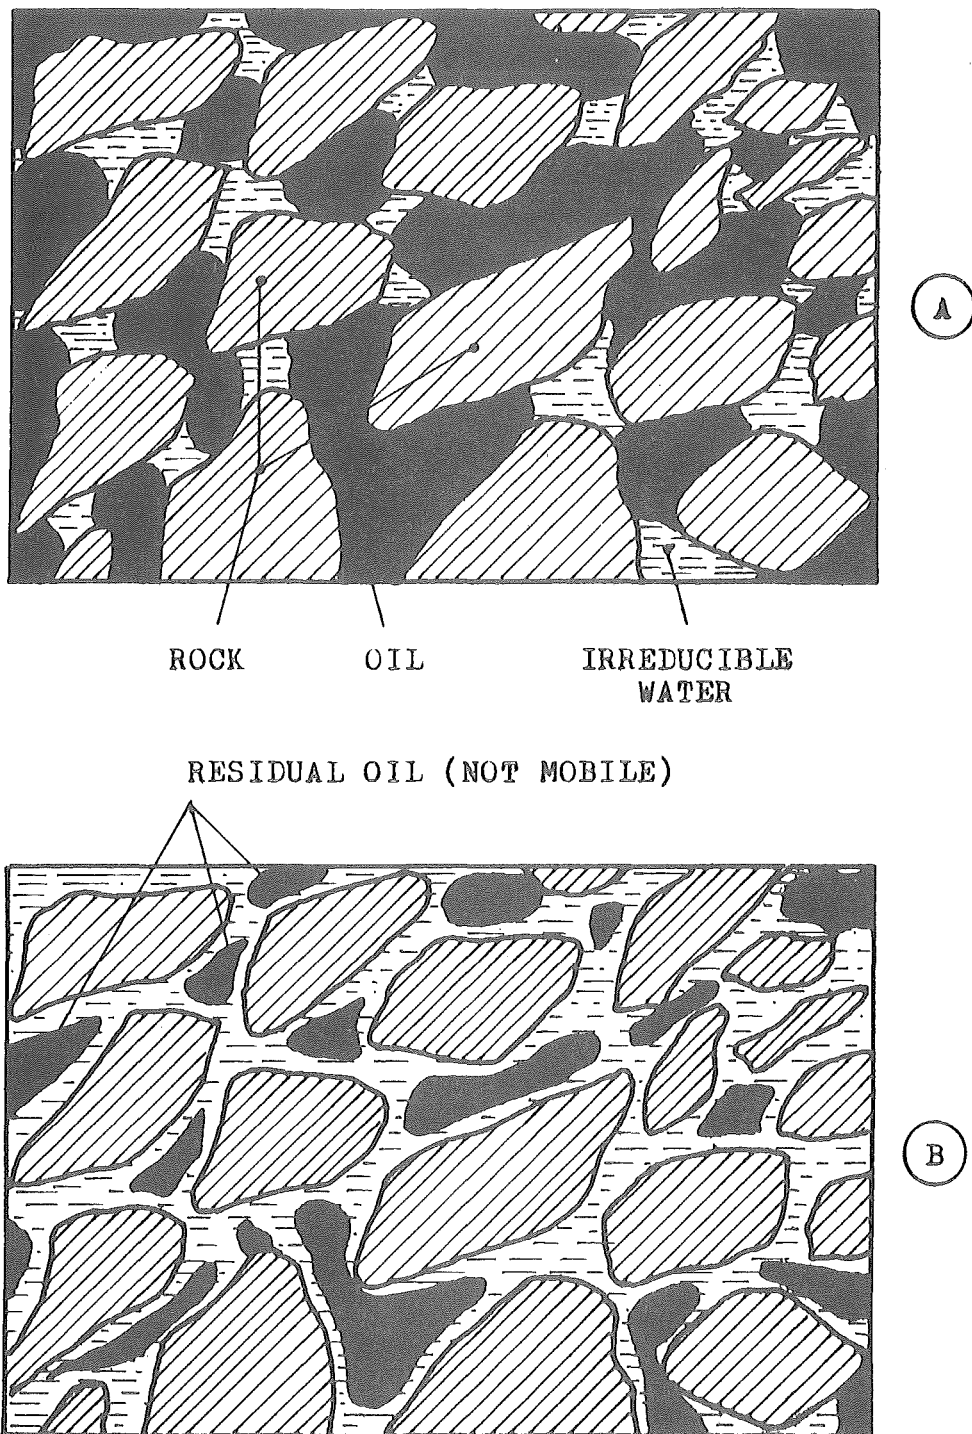 A
ROCK OIL IRREDUCIBLE
WATER
RESIDUAL OIL (NOT MOBILE)
B